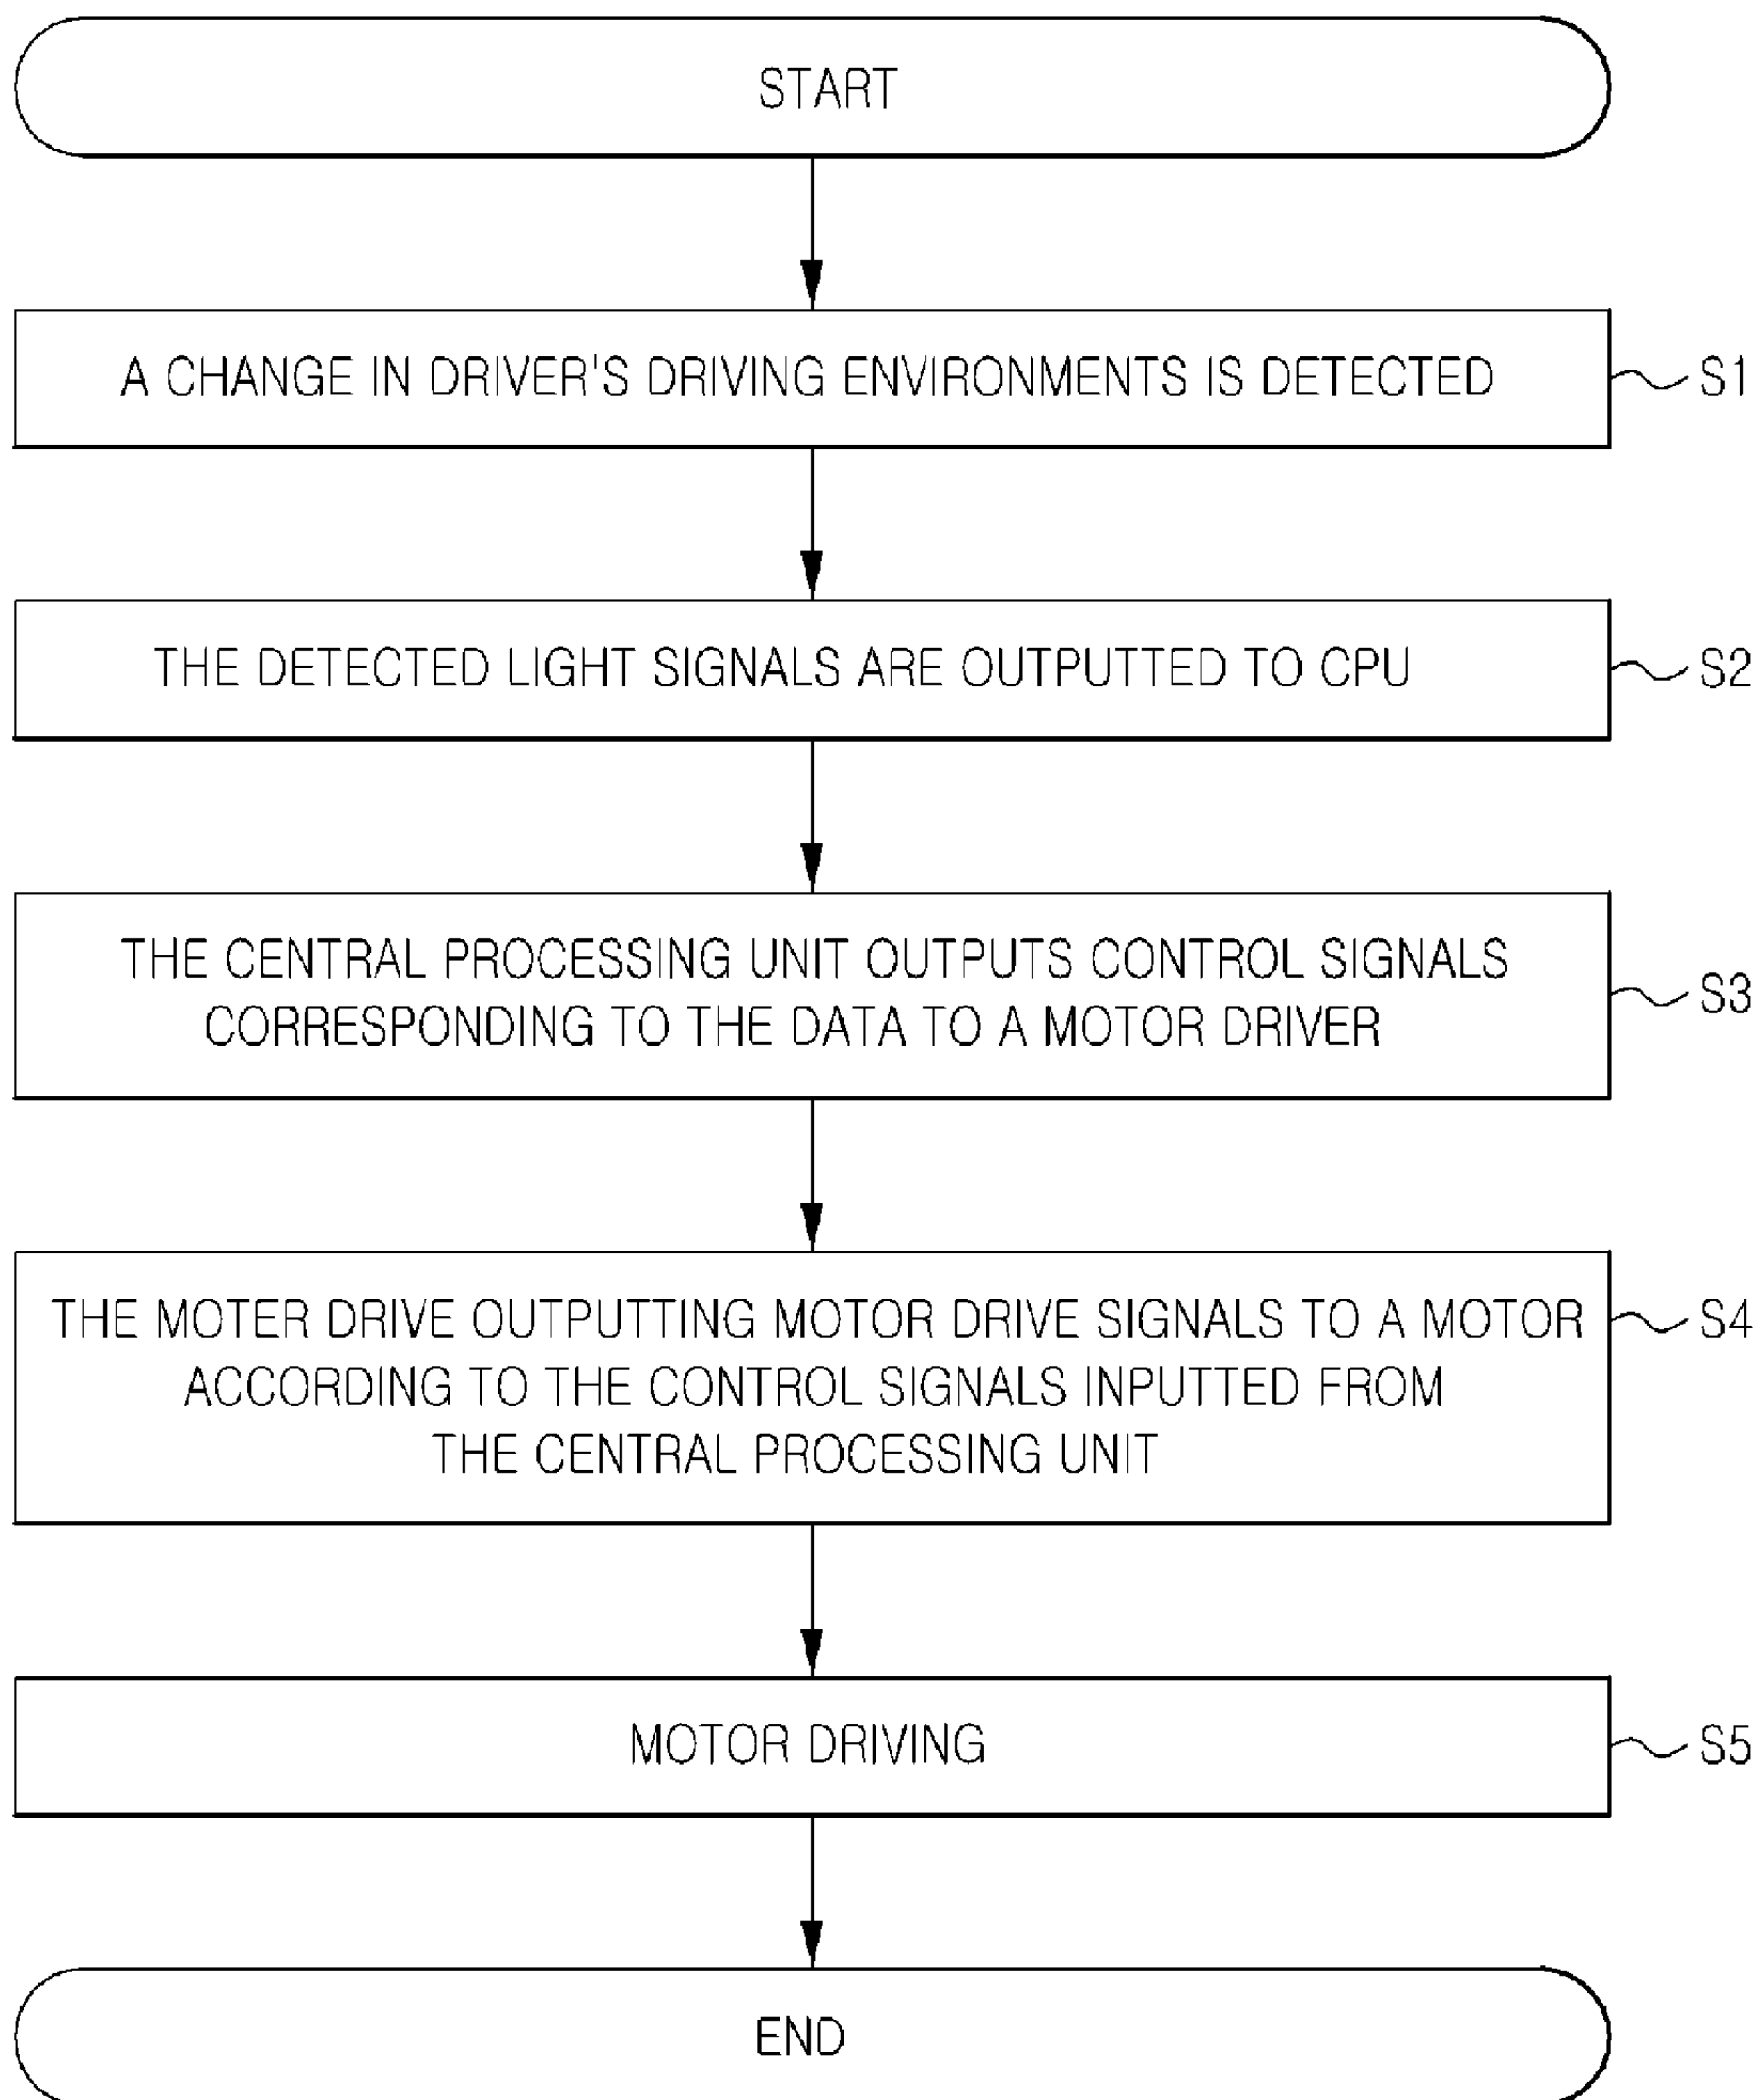 START
A CHANGE IN DRIVER'S DRIVING ENVIRONMENTS IS DETECTED
S1
THE DETECTED LIGHT SIGNALS ARE OUTPUTTED TO CPU
S2
THE CENTRAL PROCESSING UNIT OUTPUTS CONTROL SIGNALS
CORRESPONDING TO THE DATA TO A MOTOR DRIVER
S3
THE MOTER DRIVE OUTPUTTING MOTOR DRIVE SIGNALS TO A MOTOR
ACCORDING TO THE CONTROL SIGNALS INPUTTED FROM
THE CENTRAL PROCESSING UNIT
S4
MOTOR DRIVING
S5
END